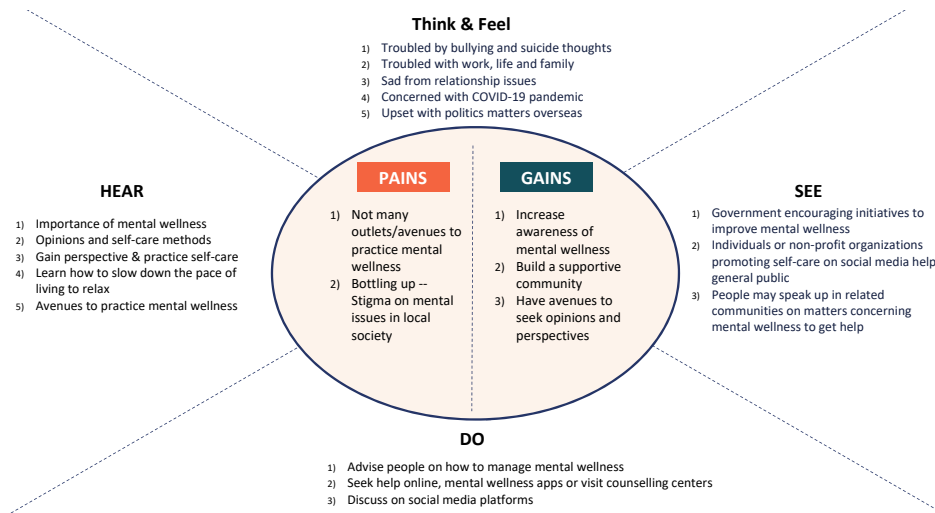 Think & Feel
1) Troubled by bullying and suicide thoughts
2) Troubled with work, life and family
3) Sad from relationship issues
4) Concerned with COVID-19 pandemic
5) Upset with politics matters overseas
HEAR
1) Importance of mental wellness
2) Opinions and self-care methods
3) Gain perspective & practice self-care
4) Learn how to slow down the pace of
living to relax
5) Avenues to practice mental wellness
PAINS
1) Not many
outlets/avenues to
practice mental
wellness
2) Bottling up --
Stigma on mental
issues in local
society
GAINS
1) Increase
awareness of
mental wellness
2) Build a supportive
community
3) Have avenues to
seek opinions and
perspectives
SEE
1) Government encouraging initiatives to
improve mental wellness
2) Individuals or non-profit organizations
promoting self-care on social media help
general public
3) People may speak up in related
communities on matters concerning
mental wellness to get help
DO
1) Advise people on how to manage mental wellness
2) Seek help online, mental wellness apps or visit counselling centers
3) Discuss on social media platforms